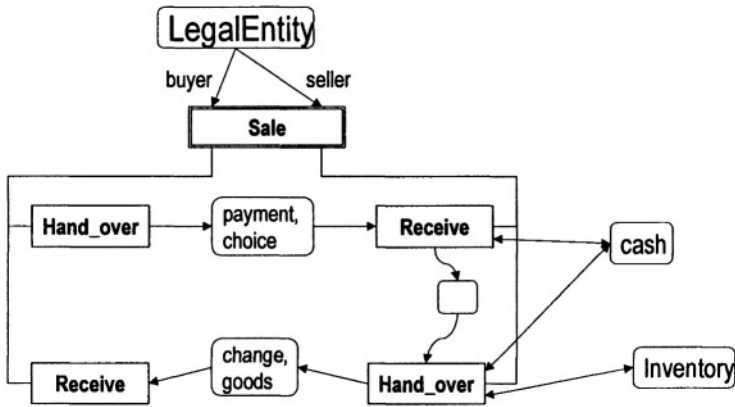 LegalEntity
buyer
seller
Sale
Hand_over
payment,
choice
Receive
cash
Receive
change,
goods
Hand_over
Inventory